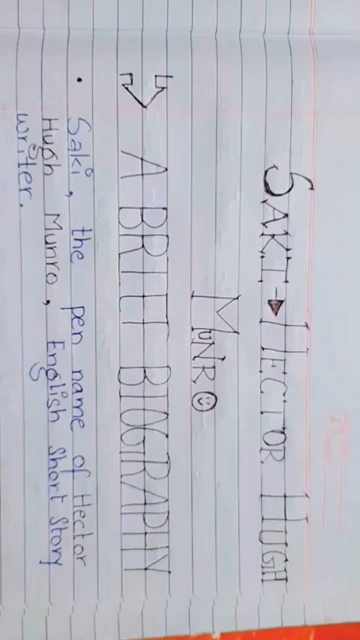 SAKI → HECTOR HUGH
MUNRO
A BRIEF BIOGRAPHY
• Saki, the pen name of Hector
Hugh Munro, English Short Story
writer.